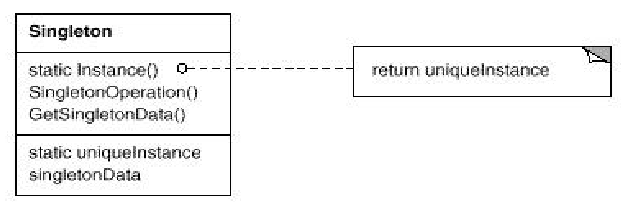 Singleton
static Instance()
return uniqueInstance
SingletonOperation()
GetSingletonData()
static uniqueInstance
singletonData